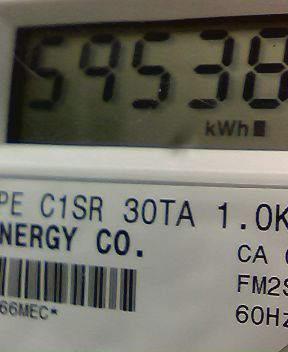 59538
kWh
PE C1SR 30TA 1.0K
NERGY CO.
CA
FM2S
66MEC*
60Hz